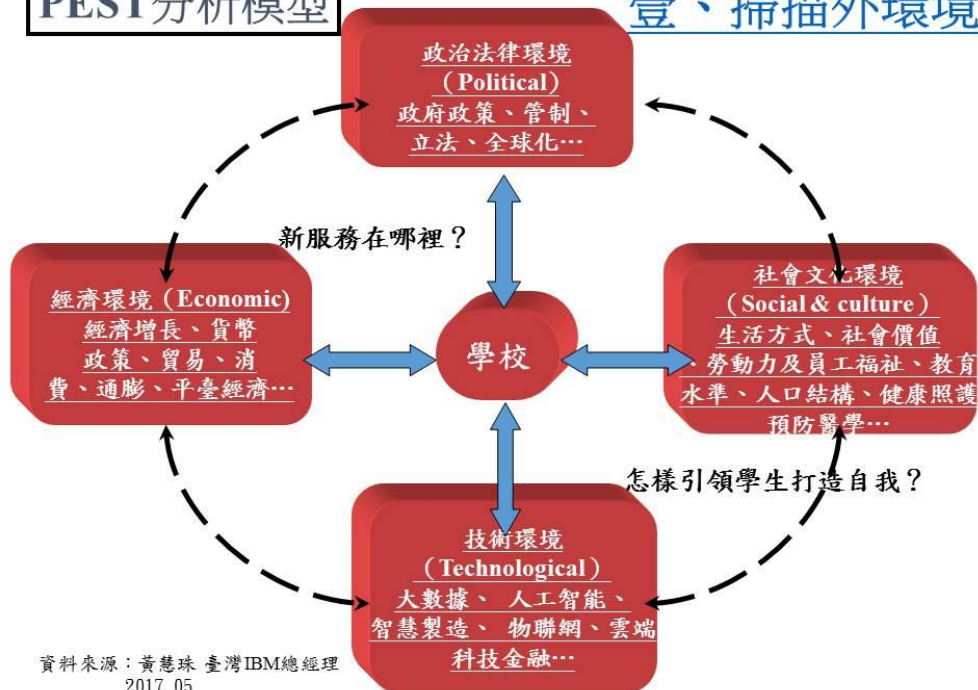 PEST分析模型
壹、掃描外環境
政治法律環境
（Political）
政府政策、管制、
立法、全球化…
新服務在哪裡？
經濟環境（Economic)
經濟增長、貨幣
政策、貿易、消
費、通膨、平臺經濟…
學校
社會文化環境
（Social & culture）
生活方式、社會價值
、勞動力及員工福祉、教育
水準、人口結構、健康照護
預防醫學…
怎樣引領學生打造自我？
技術環境
（Technological）
大數據、 人工智能、
智慧製造、 物聯網、雲端
科技金融…
資料來源：黃慧珠 臺灣IBM總經理
2017.05